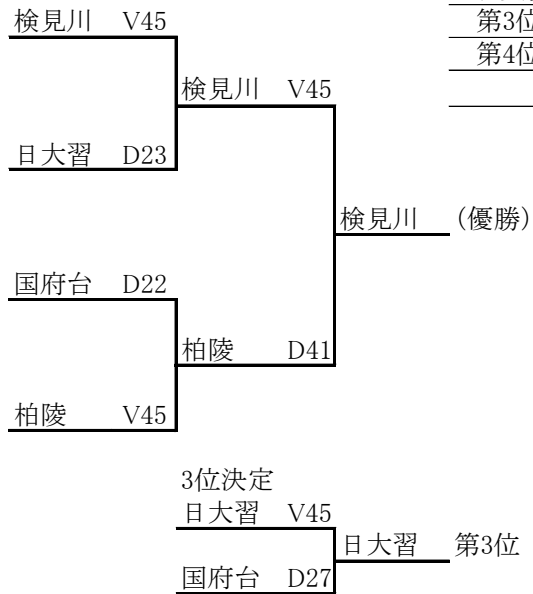 第3位
検見川 V45
第4位
検見川 V45
日大習 D23
検見川 (優勝)
国府台 D22
柏陵 D41
柏陵 V45
3位決定
日大習 V45
日大習 第3位
国府台 D27